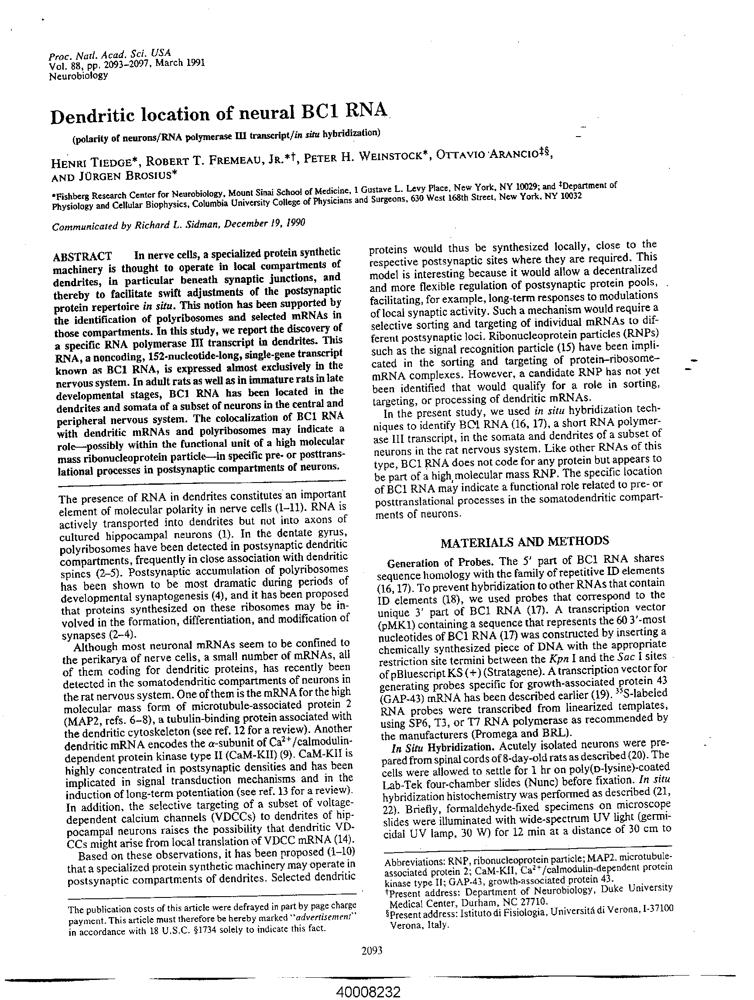 Proc. Natl. Acad. Sci. USA
Vol. 88, pp. 2093-2097, March 1991
Neurobiology
Dendritic location of neural BC1 RNA
(polarity of neurons/RNA polymerase III transcript/in situ hybridization)
HENRI TIEDGE*, ROBERT T. FREMEAU, JR.*†, PETER H. WEINSTOCK*, OTTAVIO ARANCIO‡§,
AND JÜRGEN BROSIUS*
*Fishberg Research Center for Neurobiology, Mount Sinai School of Medicine, 1 Gustave L. Levy Place, New York, NY 10029; and ‡Department of
Physiology and Cellular Biophysics, Columbia University College of Physicians and Surgeons, 630 West 168th Street, New York, NY 10032
Communicated by Richard L. Sidman, December 19, 1990
ABSTRACT In nerve cells, a specialized protein synthetic
machinery is thought to operate in local compartments of
dendrites, in particular beneath synaptic junctions, and
thereby to facilitate swift adjustments of the postsynaptic
protein repertoire in situ. This notion has been supported by
the identification of polyribosomes and selected mRNAs in
those compartments. In this study, we report the discovery of
a specific RNA polymerase III transcript in dendrites. This
RNA, a noncoding, 152-nucleotide-long, single-gene transcript
known as BC1 RNA, is expressed almost exclusively in the
nervous system. In adult rats as well as in immature rats in late
developmental stages, BC1 RNA has been located in the
dendrites and somata of a subset of neurons in the central and
peripheral nervous system. The colocalization of BC1 RNA
with dendritic mRNAs and polyribosomes may indicate a
role—possibly within the functional unit of a high molecular
mass ribonucleoprotein particle—in specific pre- or posttrans-
lational processes in postsynaptic compartments of neurons.
The presence of RNA in dendrites constitutes an important
element of molecular polarity in nerve cells (1–11). RNA is
actively transported into dendrites but not into axons of
cultured hippocampal neurons (1). In the dentate gyrus,
polyribosomes have been detected in postsynaptic dendritic
compartments, frequently in close association with dendritic
spines (2–5). Postsynaptic accumulation of polyribosomes
has been shown to be most dramatic during periods of
developmental synaptogenesis (4), and it has been proposed
that proteins synthesized on these ribosomes may be in-
volved in the formation, differentiation, and modification of
synapses (2–4).
Although most neuronal mRNAs seem to be confined to
the perikarya of nerve cells, a small number of mRNAs, all
of them coding for dendritic proteins, has recently been
detected in the somatodendritic compartments of neurons in
the rat nervous system. One of them is the mRNA for the high
molecular mass form of microtubule-associated protein 2
(MAP2, refs. 6–8), a tubulin-binding protein associated with
the dendritic cytoskeleton (see ref. 12 for a review). Another
dendritic mRNA encodes the α-subunit of Ca2+/calmodulin-
dependent protein kinase type II (CaM-KII) (9). CaM-KII is
highly concentrated in postsynaptic densities and has been
implicated in signal transduction mechanisms and in the
induction of long-term potentiation (see ref. 13 for a review).
In addition, the selective targeting of a subset of voltage-
dependent calcium channels (VDCCs) to dendrites of hip-
pocampal neurons raises the possibility that dendritic VD-
CCs might arise from local translation of VDCC mRNA (14).
Based on these observations, it has been proposed (1–10)
that a specialized protein synthetic machinery may operate in
postsynaptic compartments of dendrites. Selected dendritic
The publication costs of this article were defrayed in part by page charge
payment. This article must therefore be hereby marked "advertisement"
in accordance with 18 U.S.C. §1734 solely to indicate this fact.
proteins would thus be synthesized locally, close to the
respective postsynaptic sites where they are required. This
model is interesting because it would allow a decentralized
and more flexible regulation of postsynaptic protein pools,
facilitating, for example, long-term responses to modulations
of local synaptic activity. Such a mechanism would require a
selective sorting and targeting of individual mRNAs to dif-
ferent postsynaptic loci. Ribonucleoprotein particles (RNPs)
such as the signal recognition particle (15) have been impli-
cated in the sorting and targeting of protein–ribosome–
mRNA complexes. However, a candidate RNP has not yet
been identified that would qualify for a role in sorting,
targeting, or processing of dendritic mRNAs.
In the present study, we used in situ hybridization tech-
niques to identify BC1 RNA (16, 17), a short RNA polymer-
ase III transcript, in the somata and dendrites of a subset of
neurons in the rat nervous system. Like other RNAs of this
type, BC1 RNA does not code for any protein but appears to
be part of a high molecular mass RNP. The specific location
of BC1 RNA may indicate a functional role related to pre- or
posttranslational processes in the somatodendritic compart-
ments of neurons.
MATERIALS AND METHODS
Generation of Probes. The 5′ part of BC1 RNA shares
sequence homology with the family of repetitive ID elements
(16, 17). To prevent hybridization to other RNAs that contain
ID elements (18), we used probes that correspond to the
unique 3′ part of BC1 RNA (17). A transcription vector
(pMK1) containing a sequence that represents the 60 3′-most
nucleotides of BC1 RNA (17) was constructed by inserting a
chemically synthesized piece of DNA with the appropriate
restriction site termini between the Kpn I and the Sac I sites
of pBluescript KS (+) (Stratagene). A transcription vector for
generating probes specific for growth-associated protein 43
(GAP-43) mRNA has been described earlier (19). 35S-labeled
RNA probes were transcribed from linearized templates,
using SP6, T3, or T7 RNA polymerase as recommended by
the manufacturers (Promega and BRL).
In Situ Hybridization. Acutely isolated neurons were pre-
pared from spinal cords of 8-day-old rats as described (20). The
cells were allowed to settle for 1 hr on poly(D-lysine)-coated
Lab-Tek four-chamber slides (Nunc) before fixation. In situ
hybridization histochemistry was performed as described (21,
22). Briefly, formaldehyde-fixed specimens on microscope
slides were illuminated with wide-spectrum UV light (germi-
cidal UV lamp, 30 W) for 12 min at a distance of 30 cm to
Abbreviations: RNP, ribonucleoprotein particle; MAP2, microtubule-
associated protein 2; CaM-KII, Ca2+/calmodulin-dependent protein
kinase type II; GAP-43, growth-associated protein 43.
†Present address: Department of Neurobiology, Duke University
Medical Center, Durham, NC 27710.
§Present address: Istituto di Fisiologia, Universitá di Verona, I-37100
Verona, Italy.
2093
40008232